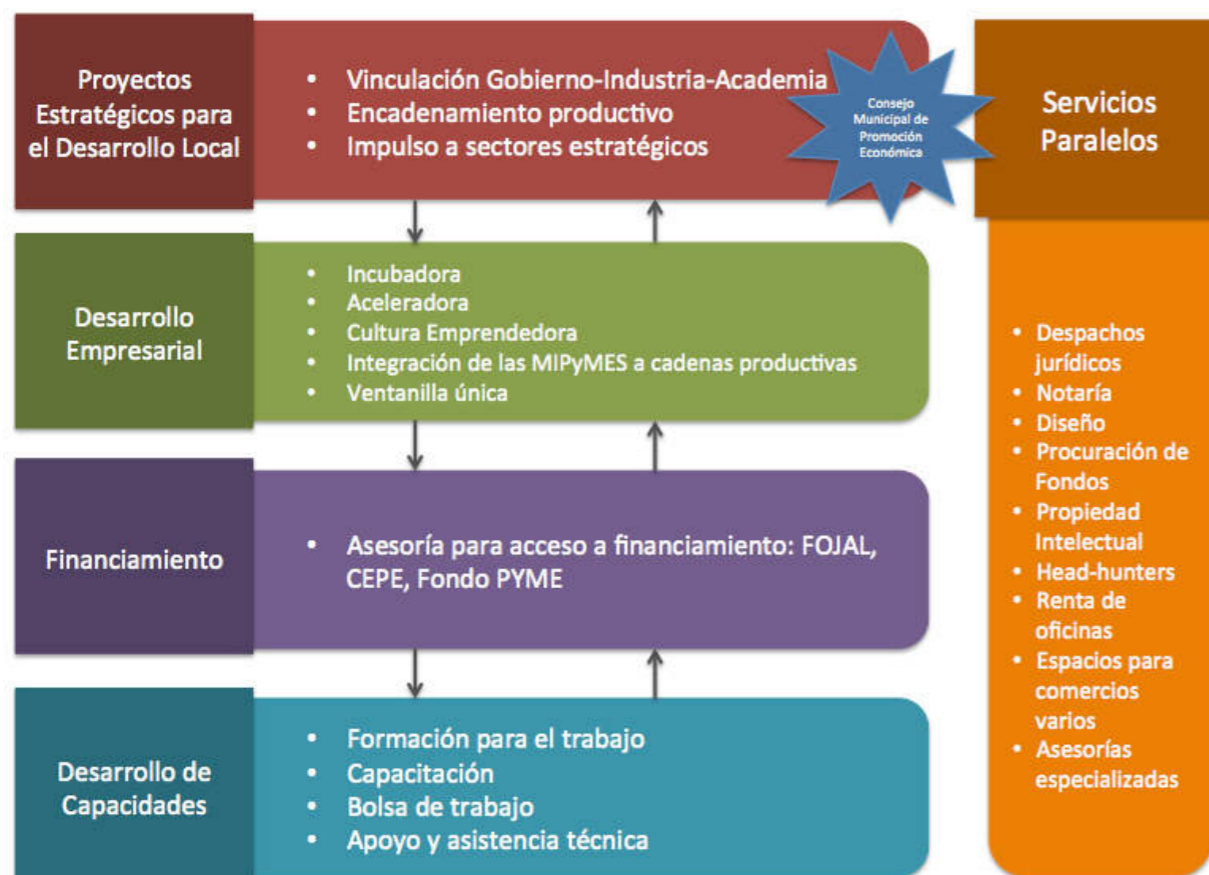 Proyectos
Estratégicos para
el Desarrollo Local
• Vinculación Gobierno-Industria-Academia
• Encadenamiento productivo
• Impulso a sectores estratégicos
Consejo
Municipal de
Promoción
Económica
Desarrollo
Empresarial
• Incubadora
• Aceleradora
• Cultura Emprendedora
• Integración de las MIPyMES a cadenas productivas
• Ventanilla única
Financiamiento
• Asesoría para acceso a financiamiento: FOJAL,
CEPE, Fondo PYME
Desarrollo de
Capacidades
• Formación para el trabajo
• Capacitación
• Bolsa de trabajo
• Apoyo y asistencia técnica
Servicios
Paralelos
• Despachos
jurídicos
• Notaría
• Diseño
• Procuración de
Fondos
• Propiedad
Intelectual
• Head-hunters
• Renta de
oficinas
• Espacios para
comercios
varios
• Asesorías
especializadas